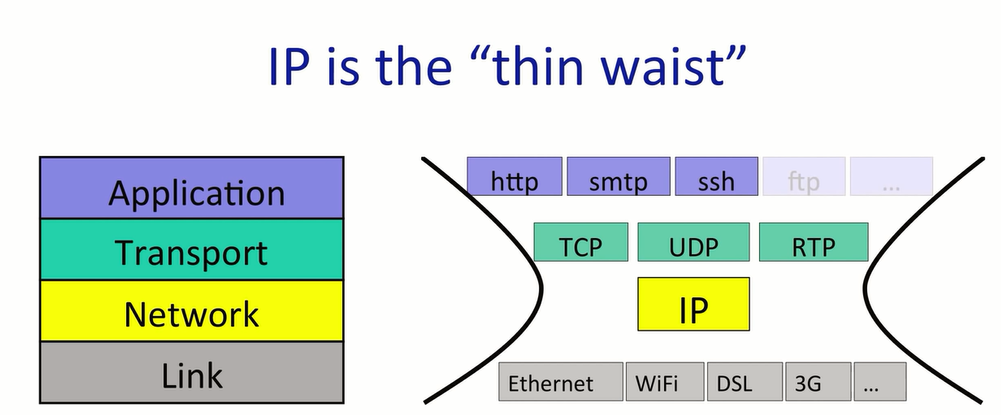 IP is the “thin waist”
Application
Transport
Network
Link
http smtp ssh ftp ...
TCP UDP RTP
IP
Ethernet WiFi DSL 3G ...